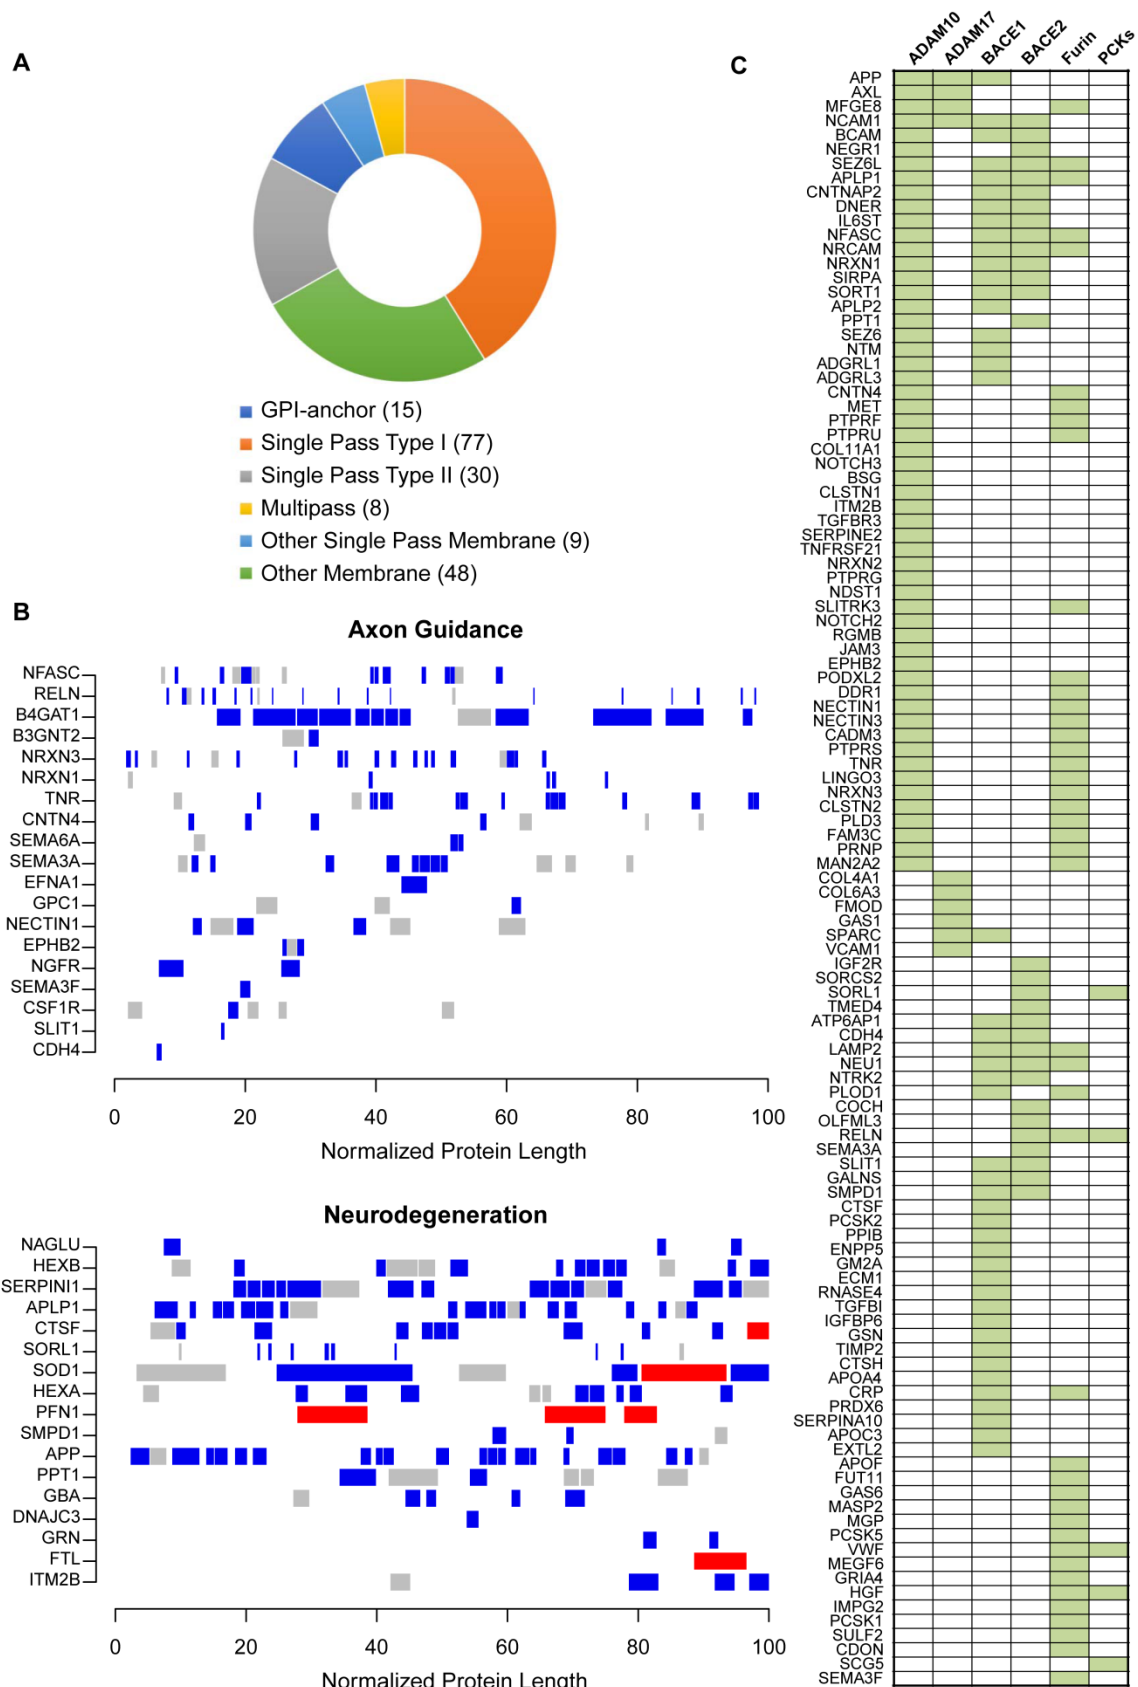 A
GPI-anchor (15)
Single Pass Type I (77)
Single Pass Type II (30)
Multipass (8)
Other Single Pass Membrane (9)
Other Membrane (48)
B
Axon Guidance
NFASC
RELN
B4GAT1
B3GNT2
NRXN3
NRXN1
TNR
CNTN4
SEMA6A
SEMA3A
EFNA1
GPC1
NECTIN1
EPHB2
NGFR
SEMA3F
CSF1R
SLIT1
CDH4
0 20 40 60 80 100
Normalized Protein Length
Neurodegeneration
NAGLU
HEXB
SERPINI1
APLP1
CTSF
SORL1
SOD1
HEXA
PFN1
SMPD1
APP
PPT1
GBA
DNAJC3
GRN
FTL
ITM2B
0 20 40 60 80 100
Normalized Protein Length
C
ADAM10 ADAM17 BACE1 BACE2 Furin PCKs
APP
AXL
MFGE8
NCAM1
BCAM
NEGR1
SEZ6L
APLP1
CNTNAP2
DNER
IL6ST
NFASC
NRCAM
NRXN1
SIRPA
SORT1
APLP2
PPT1
SEZ6
NTM
ADGRL1
ADGRL3
CNTN4
MET
PTPRF
PTPRU
COL11A1
NOTCH3
BSG
CLSTN1
ITM2B
TGFBR3
SERPINE2
TNFRSF21
NRXN2
PTPRG
NDST1
SLITRK3
NOTCH2
RGMB
JAM3
EPHB2
PODXL2
DDR1
NECTIN1
NECTIN3
CADM3
PTPRS
TNR
LINGO3
NRXN3
CLSTN2
PLD3
FAM3C
PRNP
MAN2A2
COL4A1
COL6A3
FMOD
GAS1
SPARC
VCAM1
IGF2R
SORCS2
SORL1
TMED4
ATP6AP1
CDH4
LAMP2
NEU1
NTRK2
PLOD1
COCH
OLFML3
RELN
SEMA3A
SLIT1
GALNS
SMPD1
CTSF
PCSK2
PPIB
ENPP5
GM2A
ECM1
RNASE4
TGFBI
IGFBP6
GSN
TIMP2
CTSH
APOA4
CRP
PRDX6
SERPINA10
APOC3
EXTL2
APOF
FUT11
GAS6
MASP2
MGP
PCSK5
VWF
MEGF6
GRIA4
HGF
IMPG2
PCSK1
SULF2
CDON
SCG5
SEMA3F